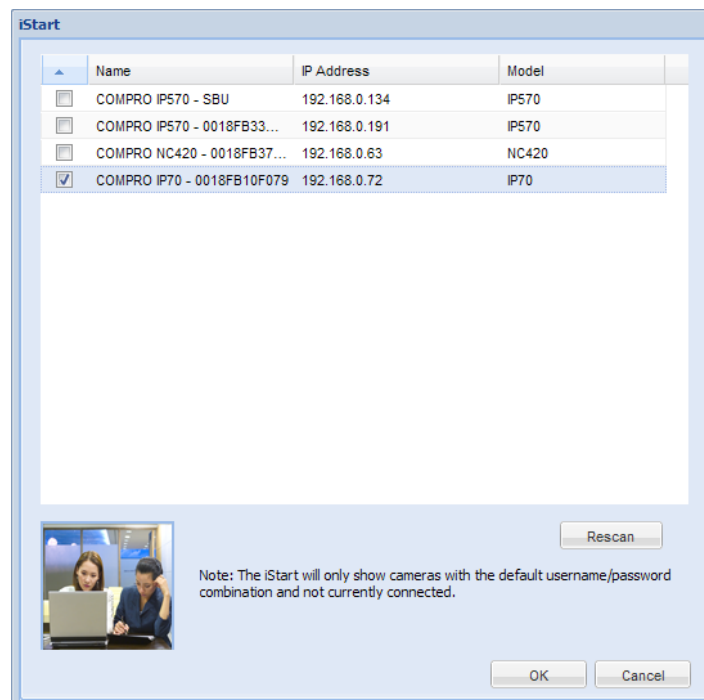 iStart
Name IP Address Model
COMPRO IP570 - SBU 192.168.0.134 IP570
COMPRO IP570 - 0018FB33... 192.168.0.191 IP570
COMPRO NC420 - 0018FB37... 192.168.0.63 NC420
COMPRO IP70 - 0018FB10F079 192.168.0.72 IP70
Rescan
Note: The iStart will only show cameras with the default username/password
combination and not currently connected.
OK Cancel